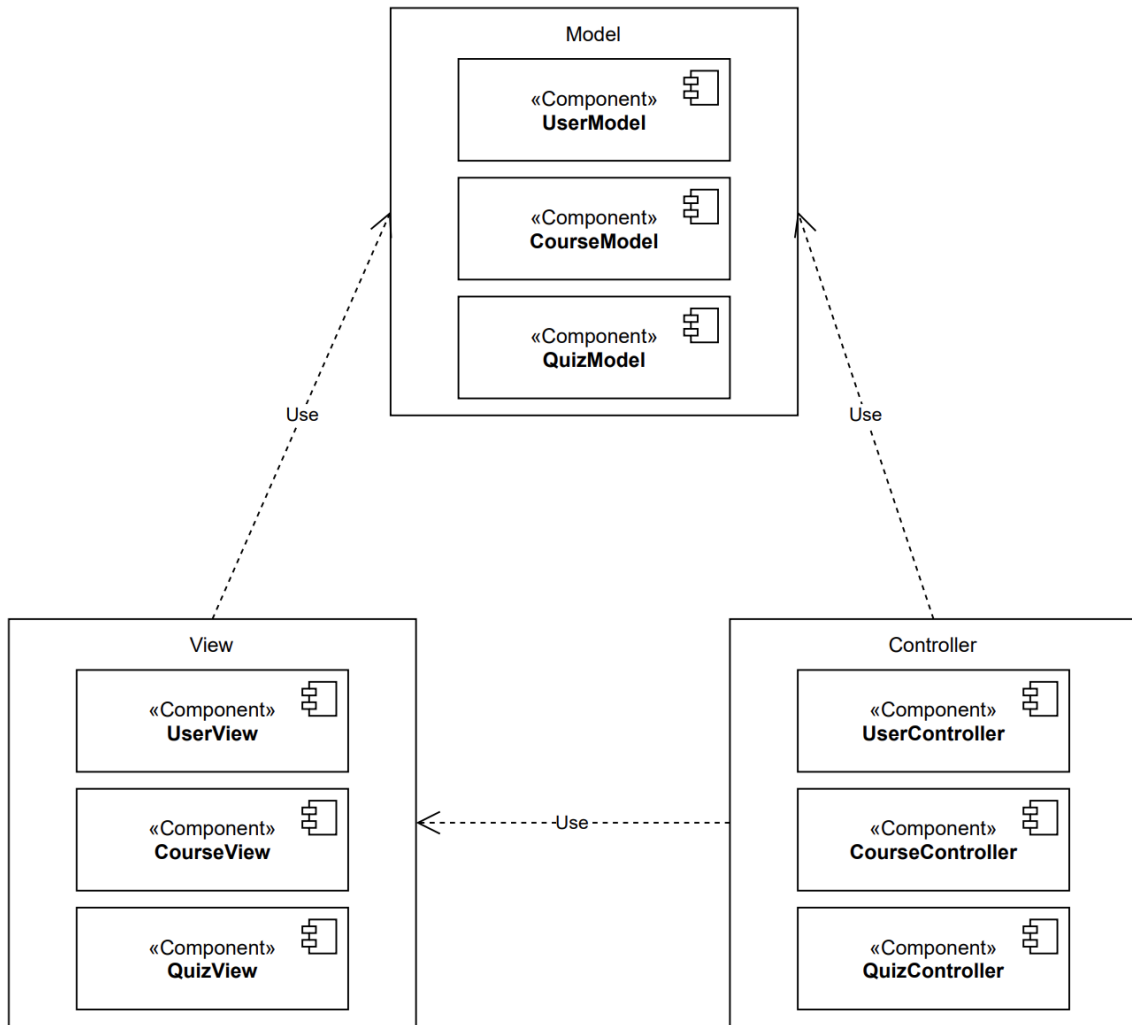 Model
«Component»
UserModel
«Component»
CourseModel
«Component»
QuizModel
Use
Use
View
«Component»
UserView
«Component»
CourseView
«Component»
QuizView
Use
Controller
«Component»
UserController
«Component»
CourseController
«Component»
QuizController